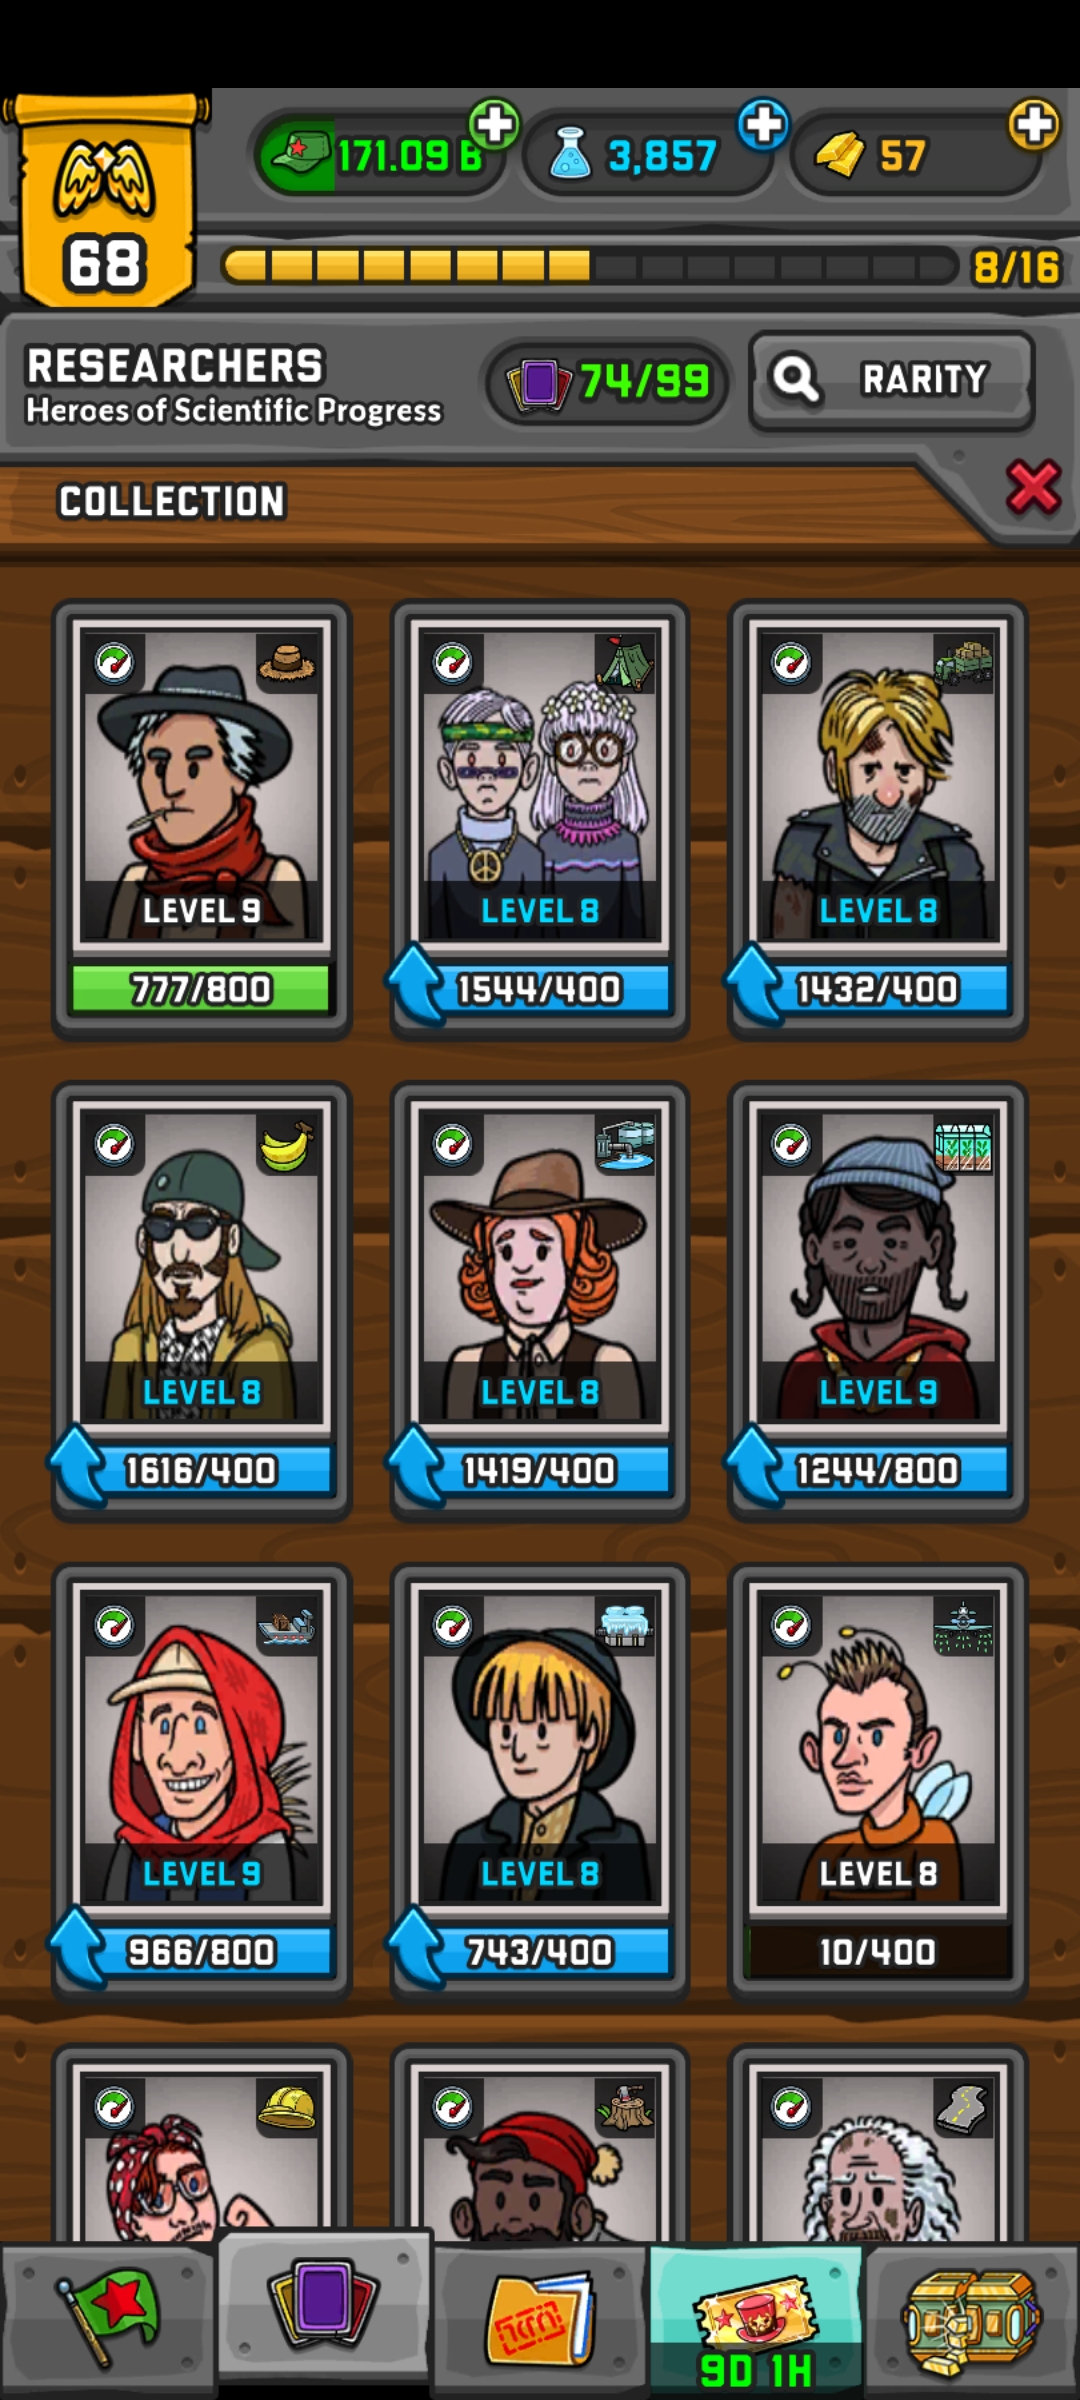 171.09 B
3,857
57
68
8/16
RESEARCHERS
Heroes of Scientific Progress
74/99
RARITY
COLLECTION
LEVEL 9
LEVEL 8
LEVEL 8
777/800
1544/400
1432/400
LEVEL 8
LEVEL 8
LEVEL 9
1616/400
1419/400
1244/800
LEVEL 9
LEVEL 8
LEVEL 8
966/800
743/400
10/400
9D 1H